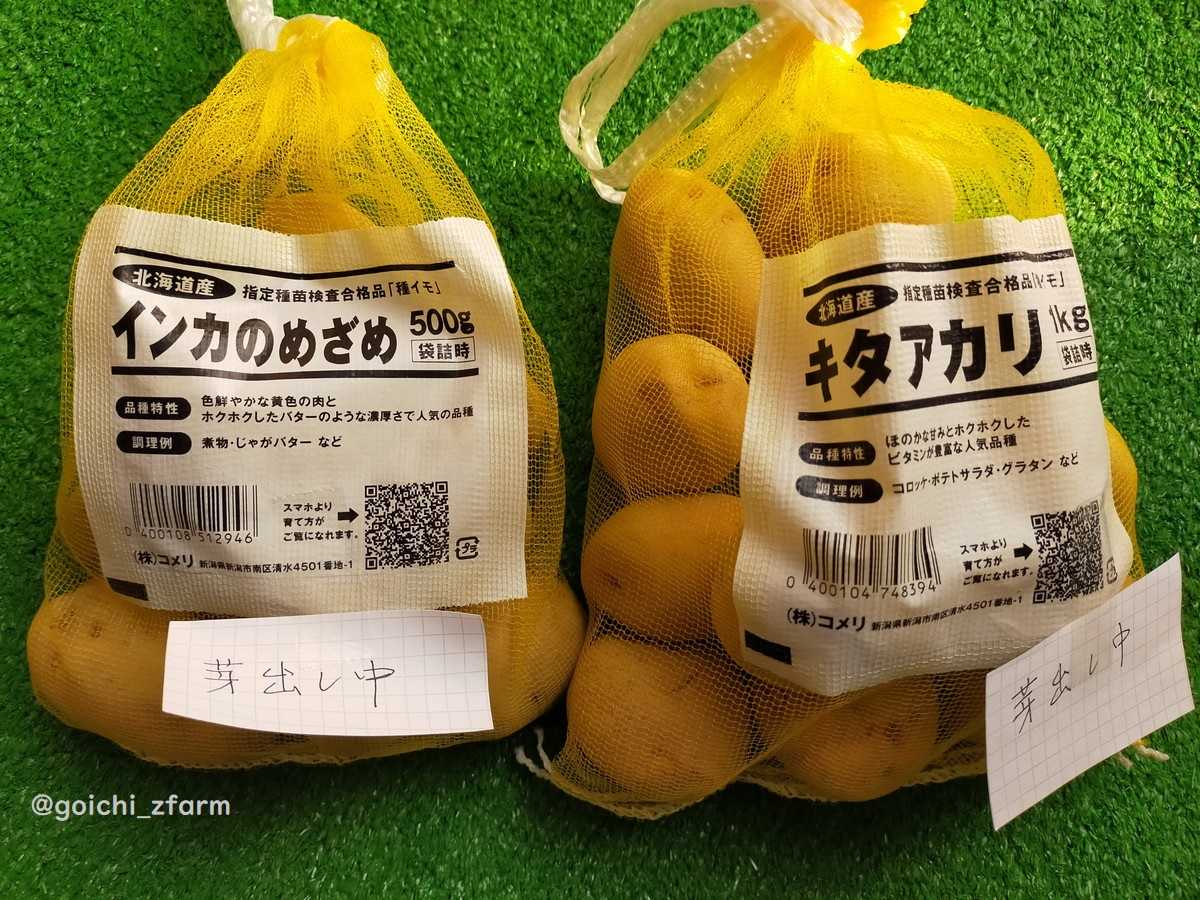 北海道産 指定種苗検査合格品「種イモ」
インカのめざめ 500g
袋詰時
品種特性 色鮮やかな黄色の肉と
ホクホクしたバターのような濃厚さで人気の品種
調理例 煮物・じゃがバター など
スマホより
育て方が
ご覧になれます。
0 400108 512946
(株)コメリ 新潟県新潟市南区清水4501番地-1
プラ
芽出し中
北海道産 指定種苗検査合格品「イモ」
キタアカリ 1kg
袋詰時
品種特性 ほのかな甘みとホクホクした
ビタミンが豊富な人気品種
調理例 コロッケ・ポテトサラダ・グラタン など
スマホより
育て方が
ご覧になれます。
0 400104 748394
(株)コメリ 新潟県新潟市南区清水4501番地-1
芽出し中
@goichi_zfarm